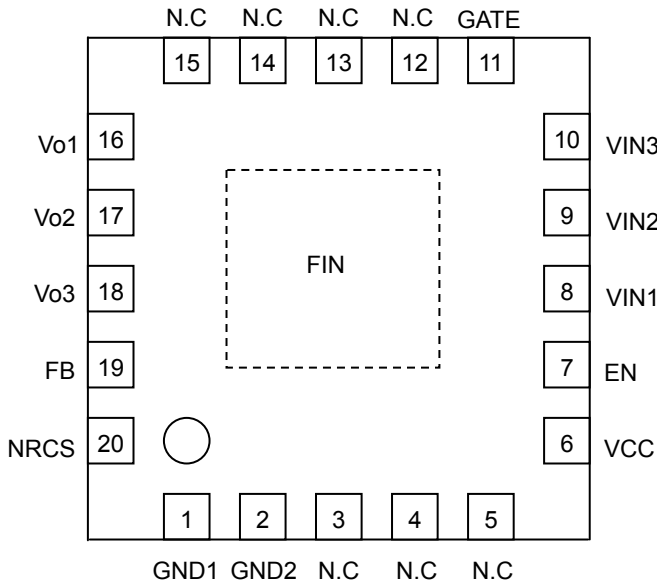 N.C N.C N.C N.C GATE
15 14 13 12 11
Vo1 16 10 VIN3
Vo2 17 9 VIN2
FIN
Vo3 18 8 VIN1
FB 19 7 EN
NRCS 20 6 VCC
1 2 3 4 5
GND1 GND2 N.C N.C N.C